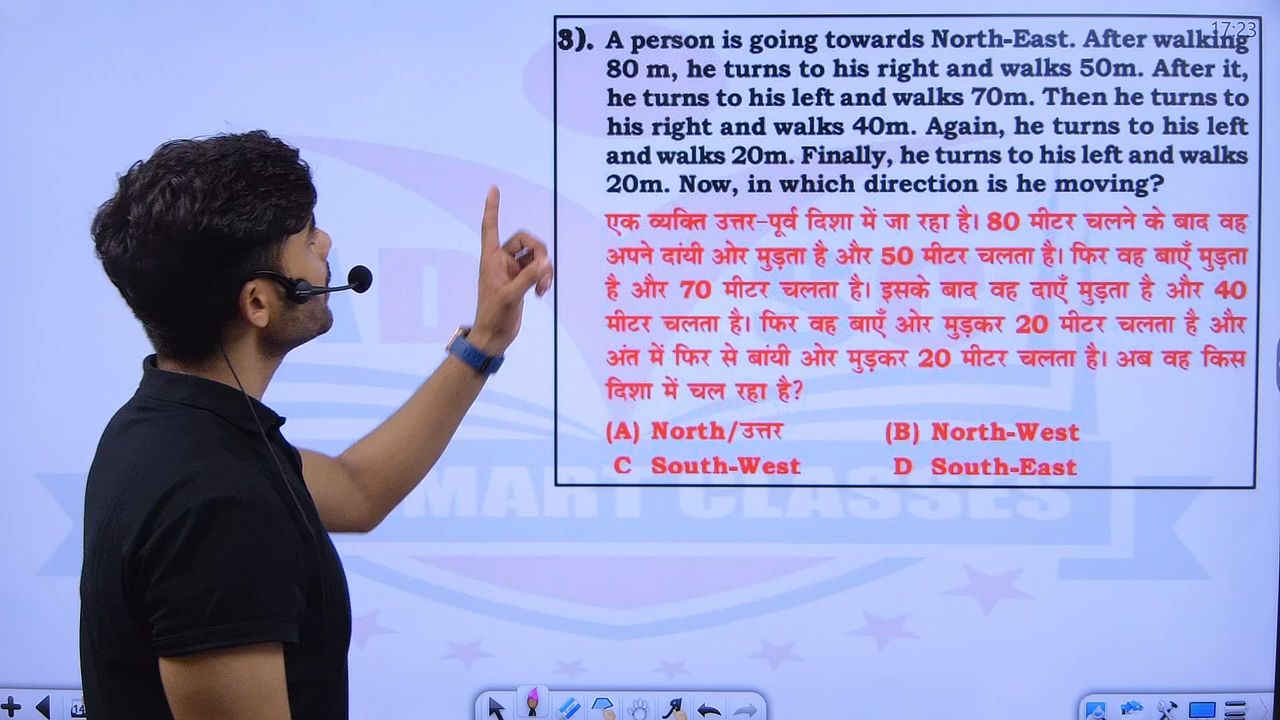 17:23
3). A person is going towards North-East. After walking
80 m, he turns to his right and walks 50m. After it,
he turns to his left and walks 70m. Then he turns to
his right and walks 40m. Again, he turns to his left
and walks 20m. Finally, he turns to his left and walks
20m. Now, in which direction is he moving?
एक व्यक्ति उत्तर-पूर्व दिशा में जा रहा है। 80 मीटर चलने के बाद वह
अपने दांयी ओर मुड़ता है और 50 मीटर चलता है। फिर वह बाएँ मुड़ता
है और 70 मीटर चलता है। इसके बाद वह दाएँ मुड़ता है और 40
मीटर चलता है। फिर वह बाएँ ओर मुड़कर 20 मीटर चलता है और
अंत में फिर से बांयी ओर मुड़कर 20 मीटर चलता है। अब वह किस
दिशा में चल रहा है?
(A) North/उत्तर (B) North-West
C South-West D South-East
MART CLASSES
14